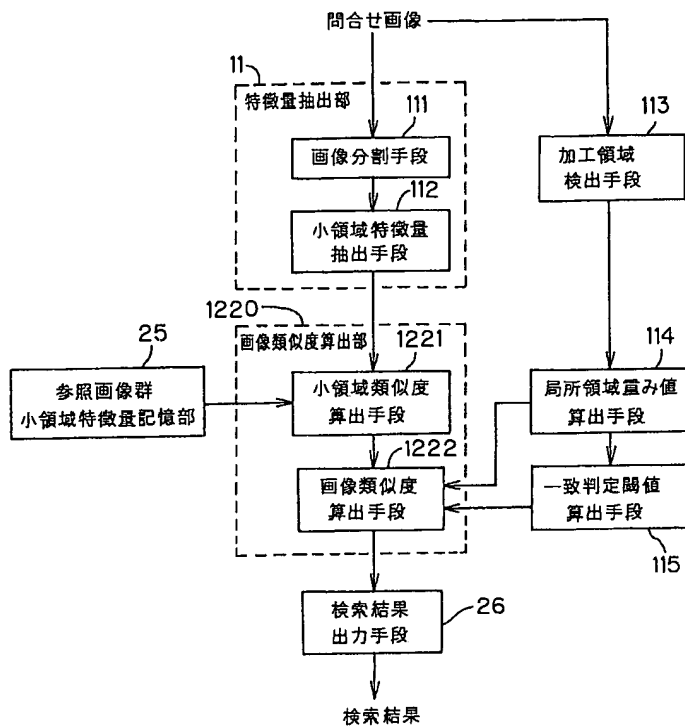 問合せ画像
11
特徴量抽出部
111
画像分割手段
112
小領域特徴量
抽出手段
113
加工領域
検出手段
1220
画像類似度算出部
25
参照画像群
小領域特徴量記憶部
1221
小領域類似度
算出手段
114
局所領域重み値
算出手段
1222
画像類似度
算出手段
一致判定閾値
算出手段
115
検索結果
出力手段
26
検索結果